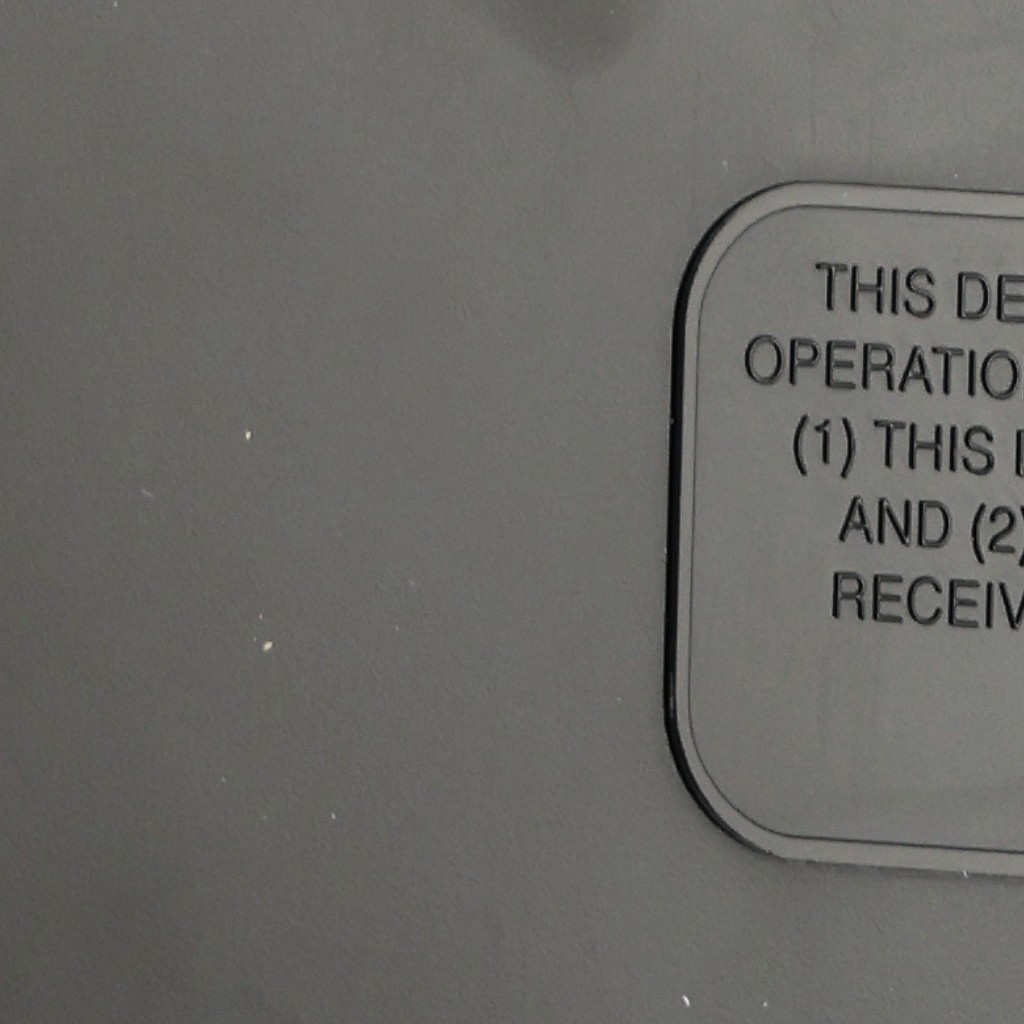 THIS DE
OPERATIO
(1) THIS
AND (2)
RECEIV